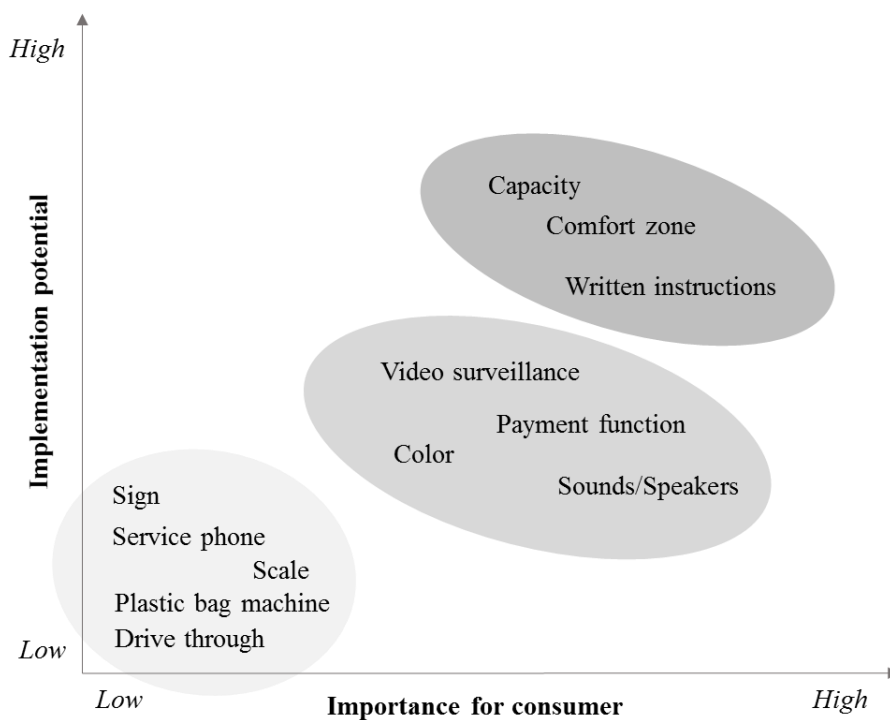 High
Capacity
Comfort zone
Written instructions
Implementation potential
Video surveillance
Payment function
Color
Sounds/Speakers
Sign
Service phone
Scale
Plastic bag machine
Drive through
Low
Low
Importance for consumer
High